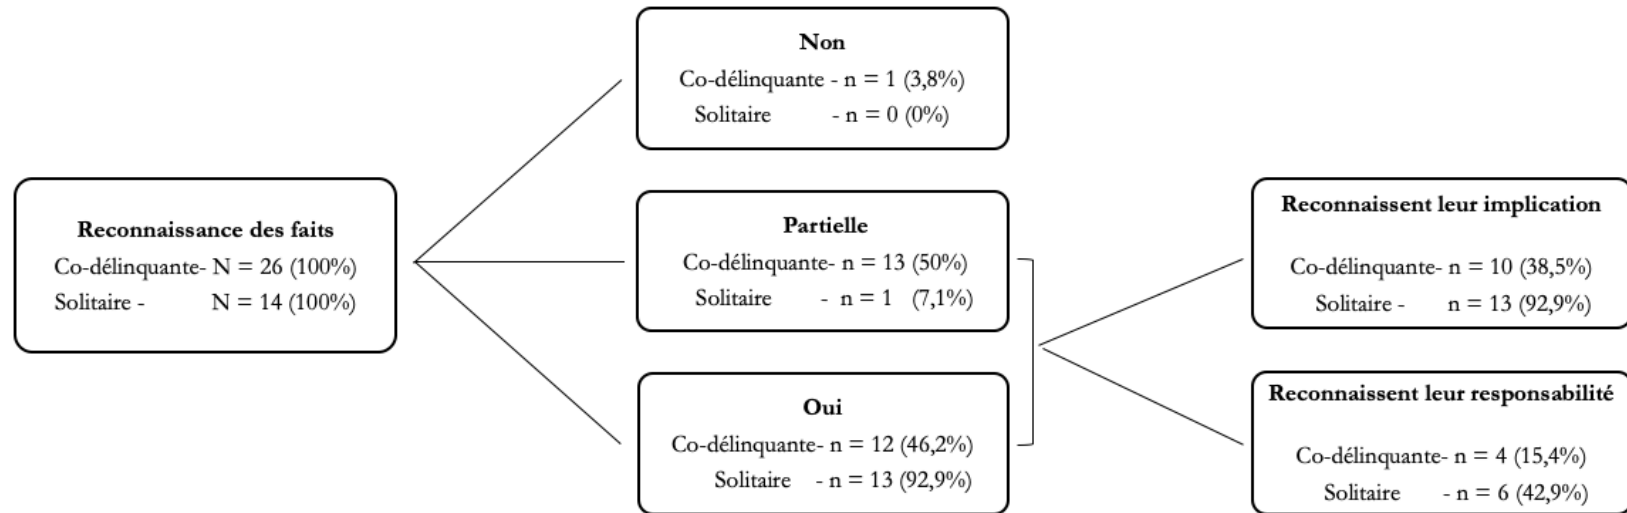 Reconnaissance des faits
Co-délinquante- N = 26 (100%)
Solitaire - N = 14 (100%)
Non
Co-délinquante - n = 1 (3,8%)
Solitaire - n = 0 (0%)
Partielle
Co-délinquante- n = 13 (50%)
Solitaire - n = 1 (7,1%)
Oui
Co-délinquante- n = 12 (46,2%)
Solitaire - n = 13 (92,9%)
Reconnaissent leur implication
Co-délinquante- n = 10 (38,5%)
Solitaire - n = 13 (92,9%)
Reconnaissent leur responsabilité
Co-délinquante- n = 4 (15,4%)
Solitaire - n = 6 (42,9%)